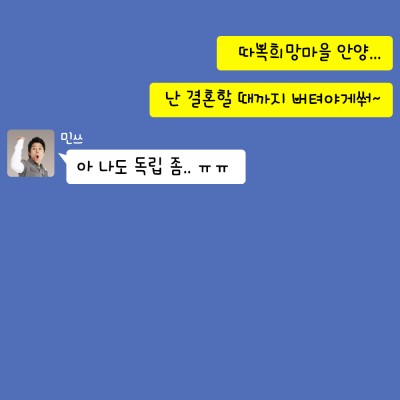 따복희망마을 안양...
난 결혼할 때까지 버텨야게쒀~
민쓰
아 나도 독립 좀.. ㅠㅠ